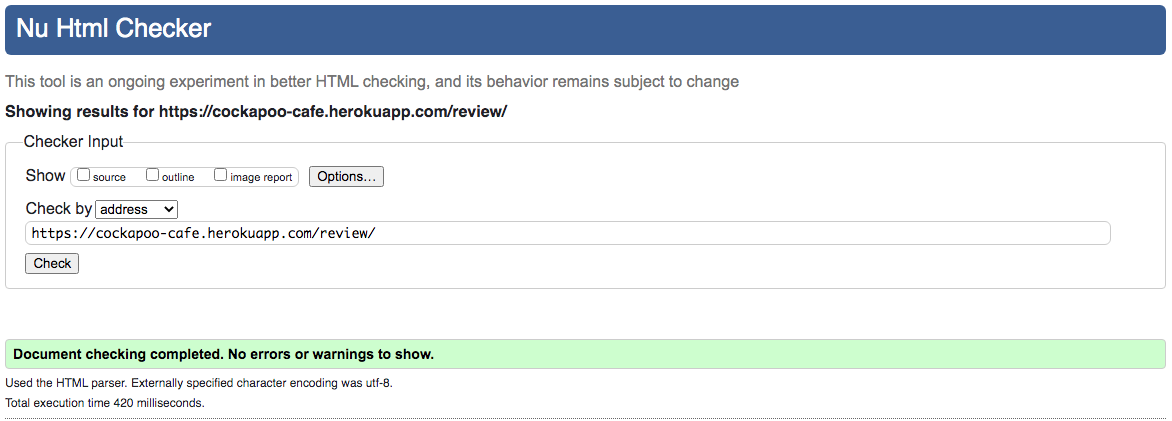 Nu Html Checker
This tool is an ongoing experiment in better HTML checking, and its behavior remains subject to change
Showing results for https://cockapoo-cafe.herokuapp.com/review/
Checker Input
Show source outline image report Options...
Check by address
https://cockapoo-cafe.herokuapp.com/review/
Check
Document checking completed. No errors or warnings to show.
Used the HTML parser. Externally specified character encoding was utf-8.
Total execution time 420 milliseconds.